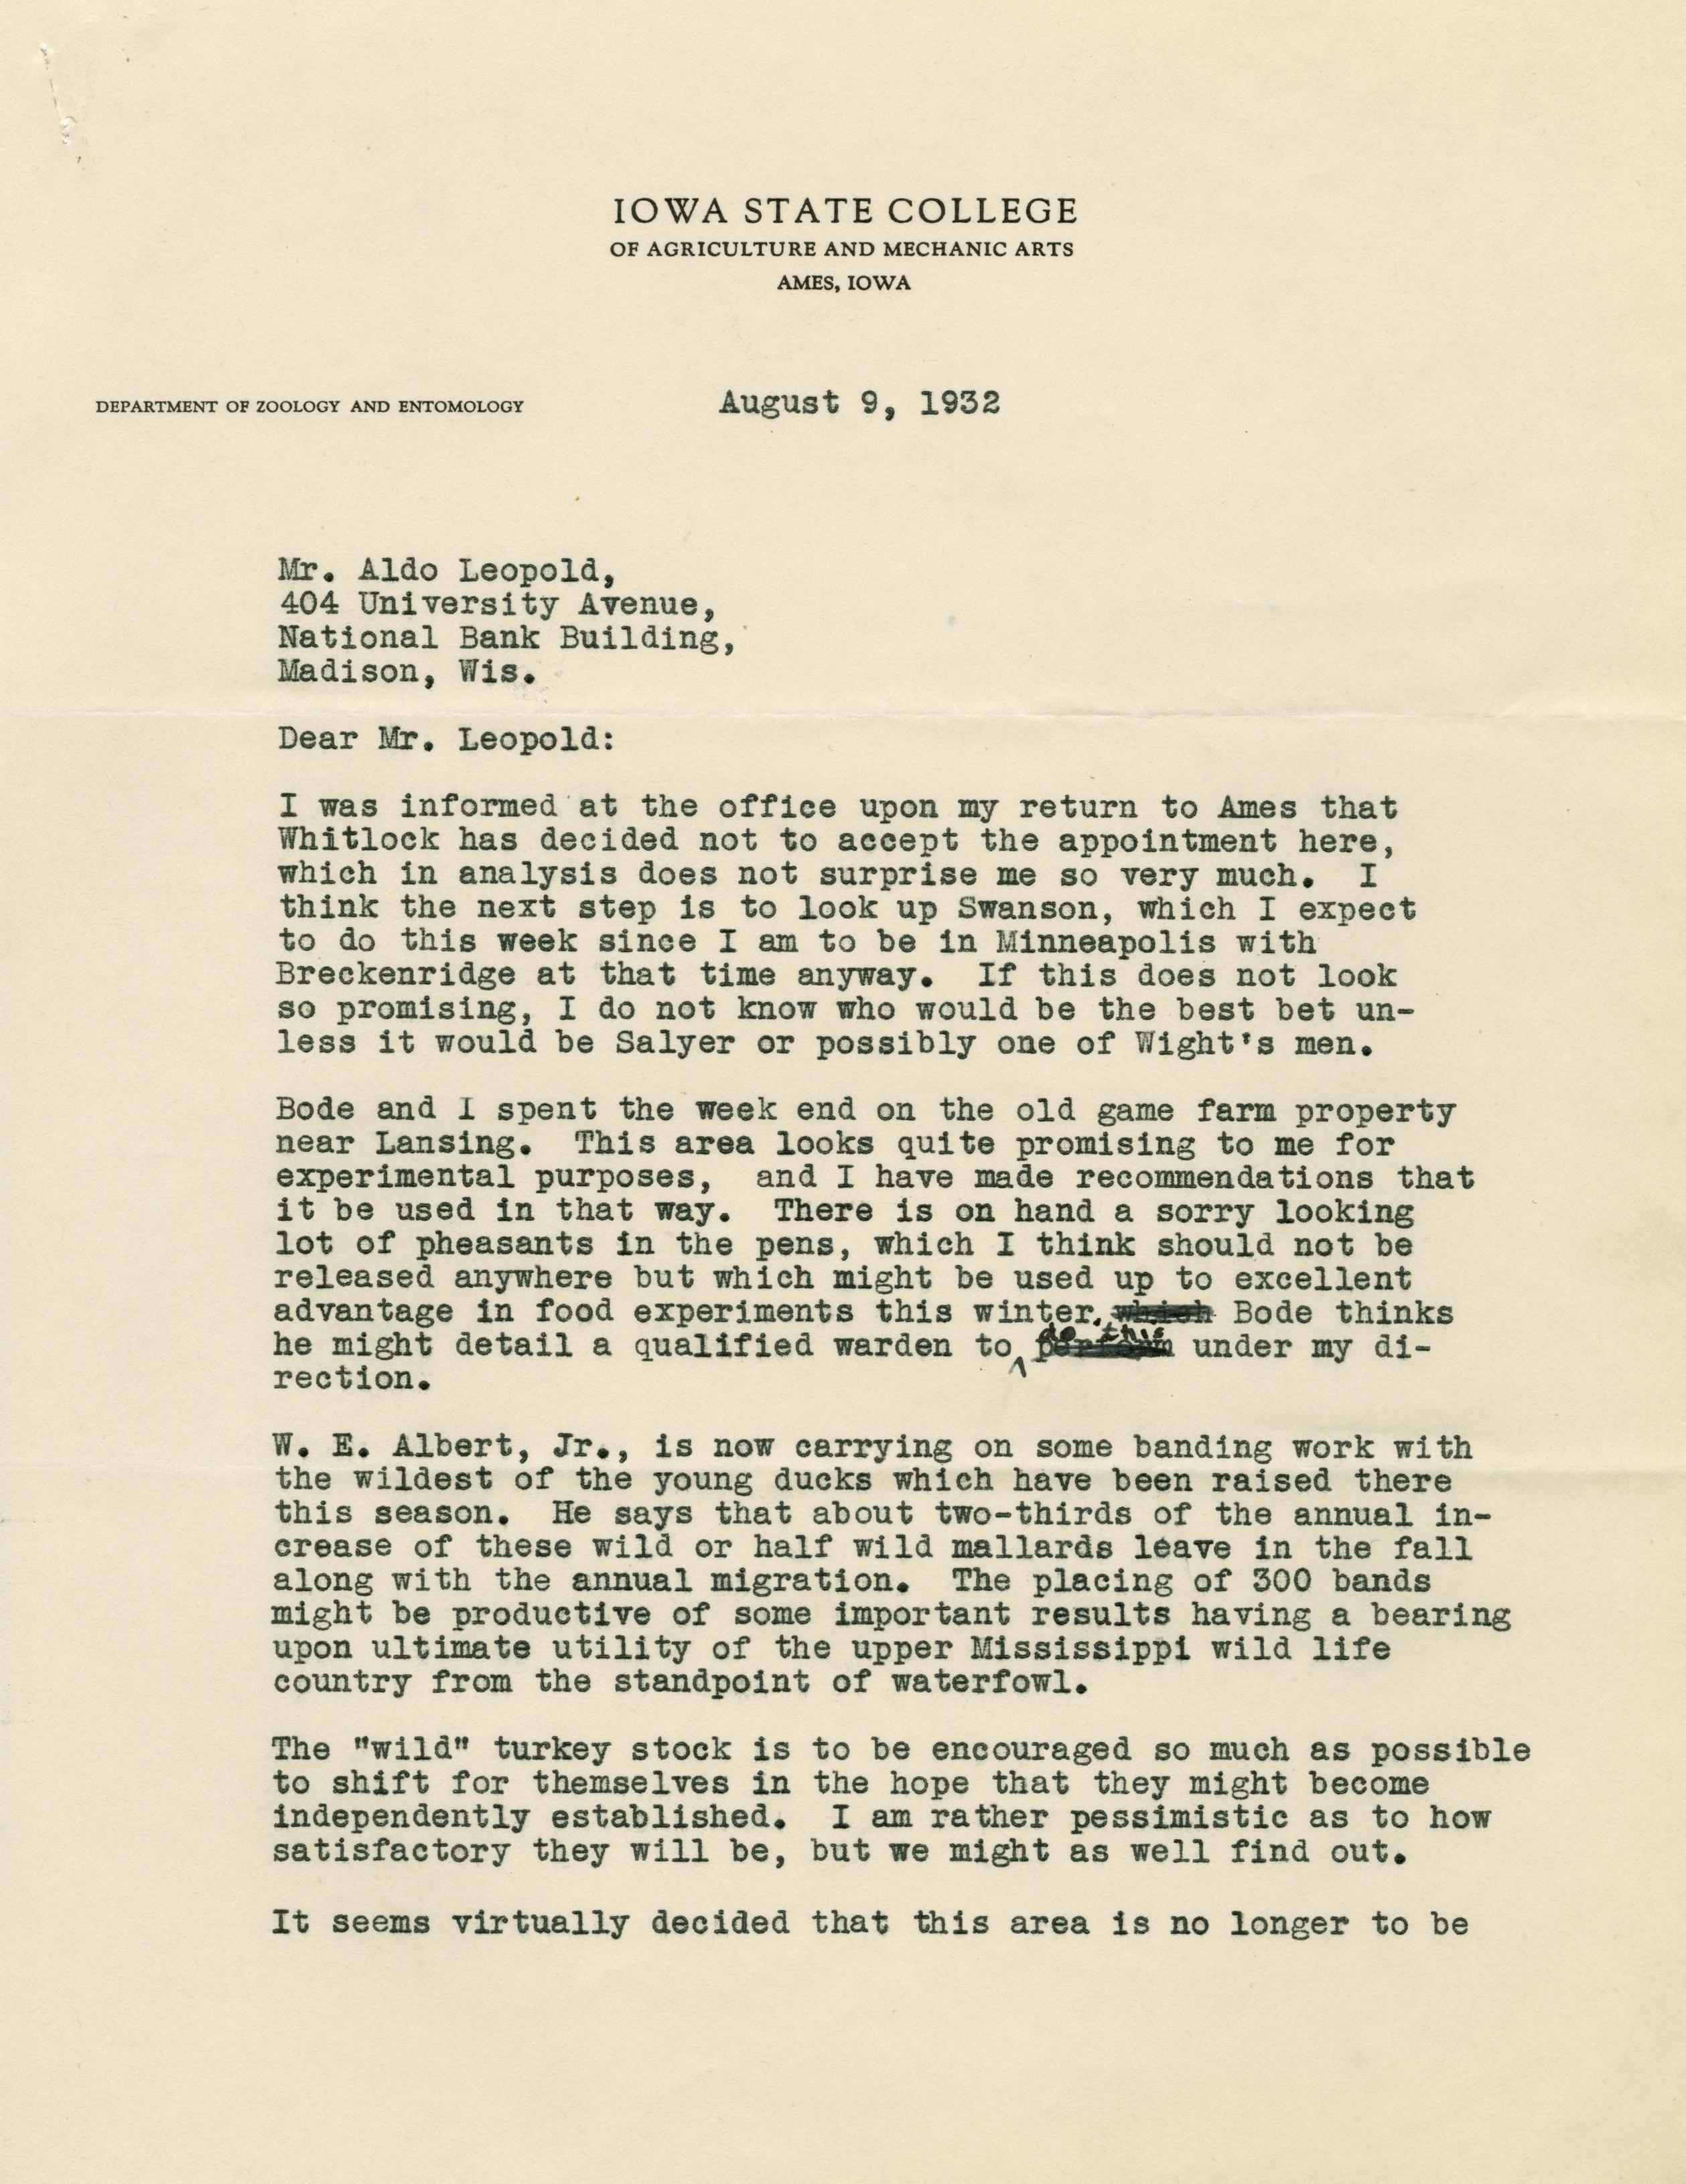 IOWA STATE COLLEGE
OF AGRICULTURE AND MECHANIC ARTS
AMES, IOWA
DEPARTMENT OF ZOOLOGY AND ENTOMOLOGY
August 9, 1932
Mr. Aldo Leopold,
404 University Avenue,
National Bank Building,
Madison, Wis.
Dear Mr. Leopold:
I was informed at the office upon my return to Ames that
Whitlock has decided not to accept the appointment here,
which in analysis does not surprise me so very much. I
think the next step is to look up Swanson, which I expect
to do this week since I am to be in Minneapolis with
Breckenridge at that time anyway. If this does not look
so promising, I do not know who would be the best bet un-
less it would be Salyer or possibly one of Wight's men.
Bode and I spent the week end on the old game farm property
near Lansing. This area looks quite promising to me for
experimental purposes, and I have made recommendations that
it be used in that way. There is on hand a sorry looking
lot of pheasants in the pens, which I think should not be
released anywhere but which might be used up to excellent
advantage in food experiments this winter. which Bode thinks
do this
he might detail a qualified warden to perform under my di-
rection.
W. E. Albert, Jr., is now carrying on some banding work with
the wildest of the young ducks which have been raised there
this season. He says that about two-thirds of the annual in-
crease of these wild or half wild mallards leave in the fall
along with the annual migration. The placing of 300 bands
might be productive of some important results having a bearing
upon ultimate utility of the upper Mississippi wild life
country from the standpoint of waterfowl.
The "wild" turkey stock is to be encouraged so much as possible
to shift for themselves in the hope that they might become
independently established. I am rather pessimistic as to how
satisfactory they will be, but we might as well find out.
It seems virtually decided that this area is no longer to be